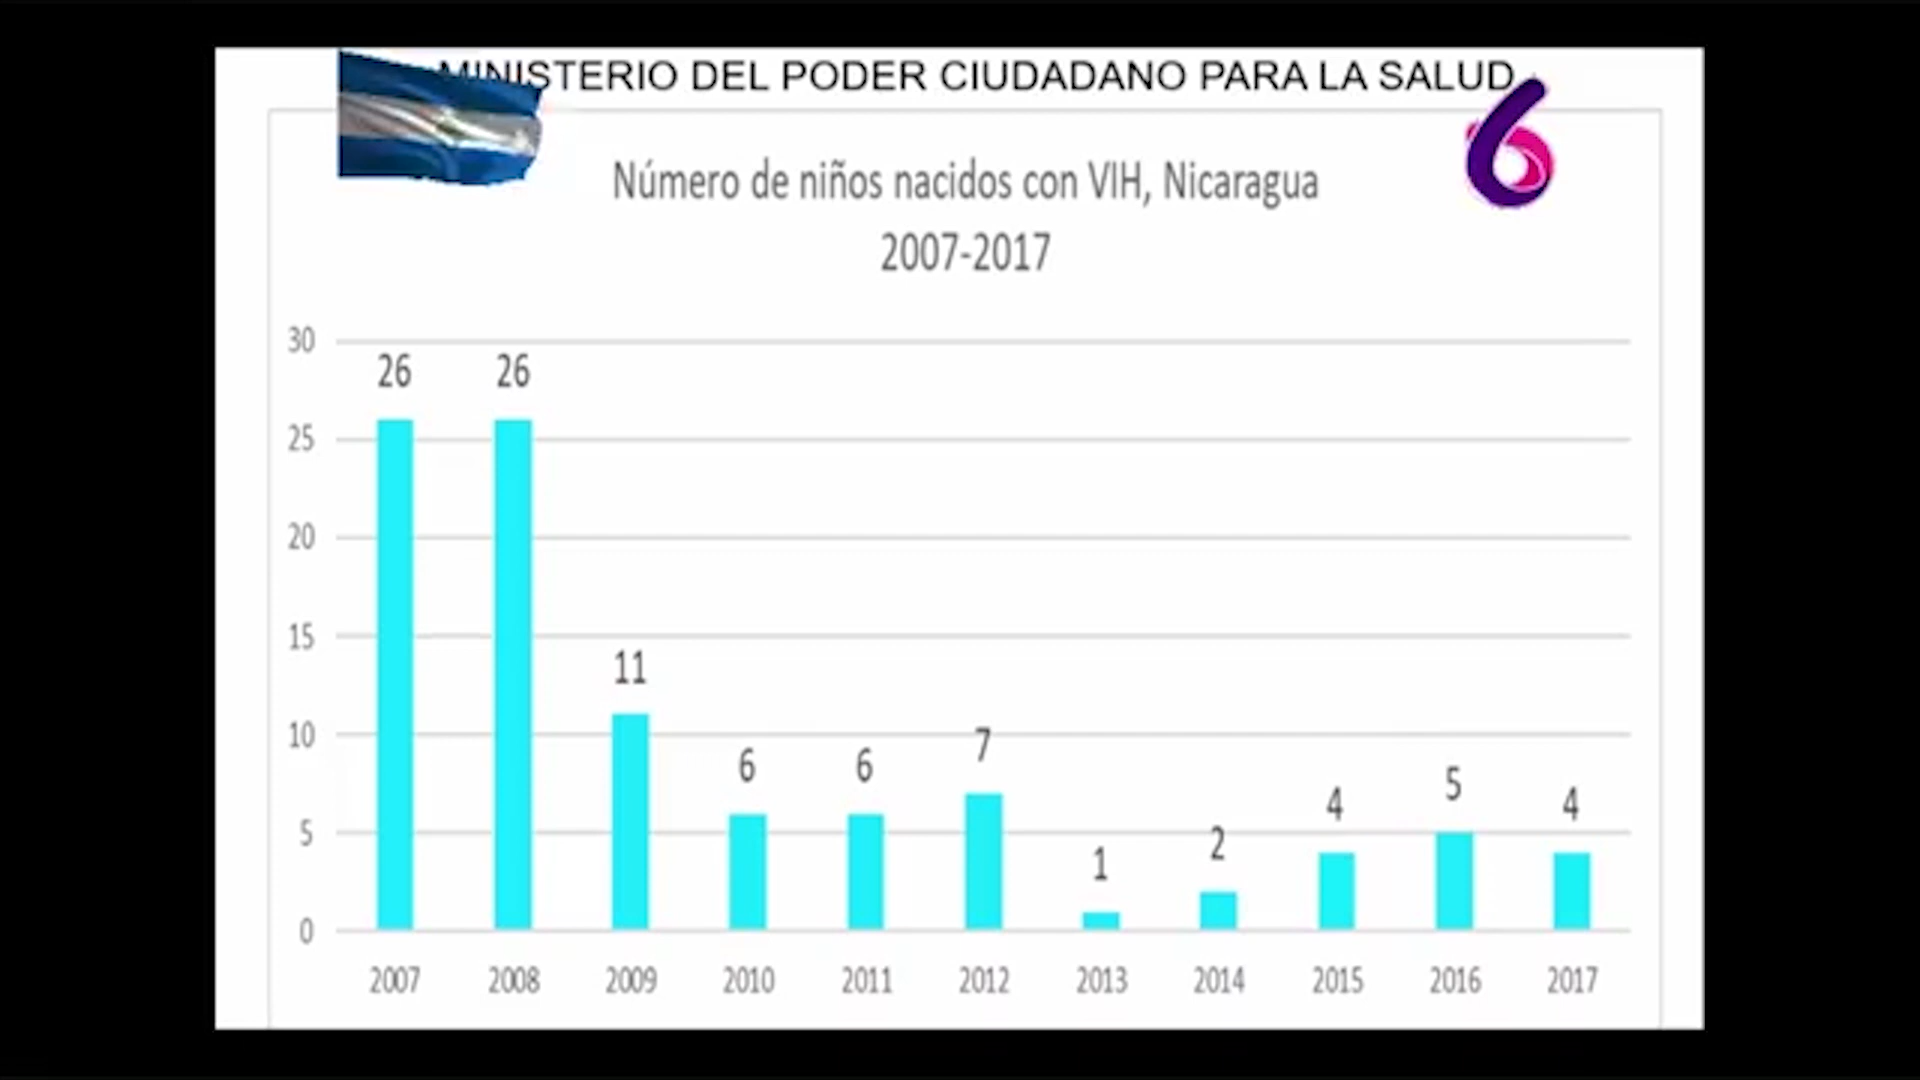 MINISTERIO DEL PODER CIUDADANO PARA LA SALUD
6
Número de niños nacidos con VIH, Nicaragua
2007-2017
30
26 26
25
20
15
11
10
6 6 7
5
1 2 4 5 4
0
2007 2008 2009 2010 2011 2012 2013 2014 2015 2016 2017